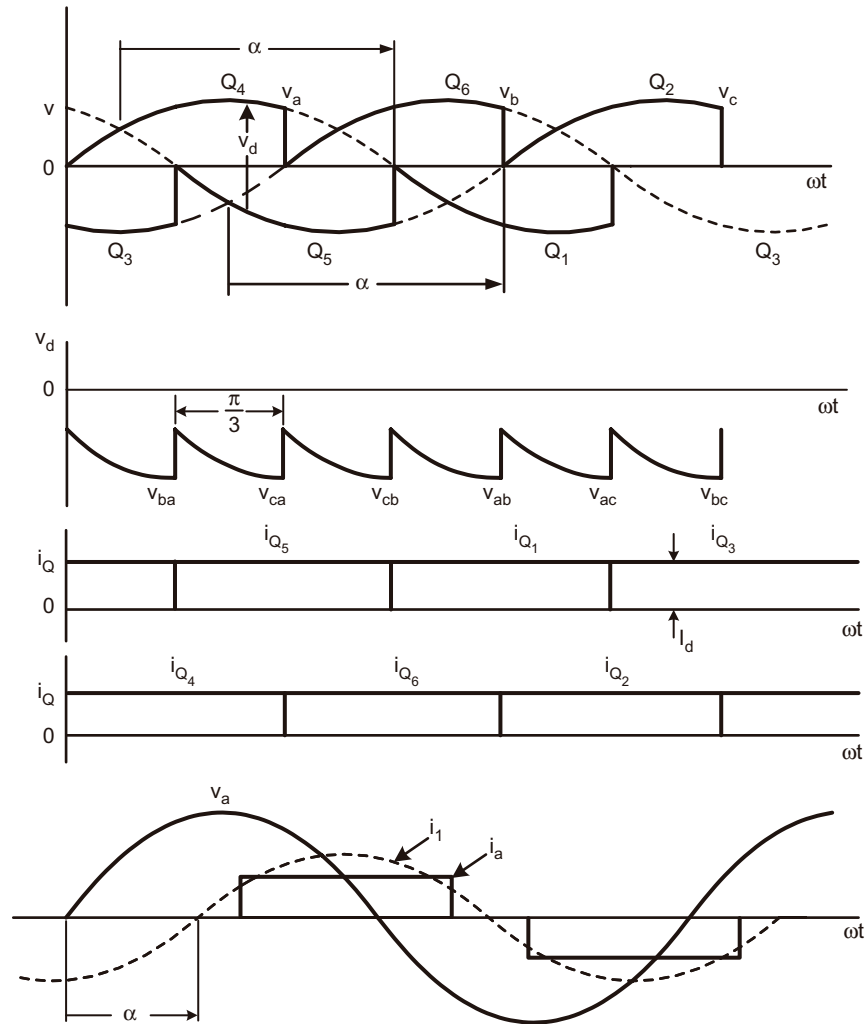 α
Q4 va Q6 vb Q2 vc
v
vd
0
ωt
Q3 Q5 Q1 Q3
α
vd
0
π/3
ωt
vba vca vcb vab vac vbc
iQ5 iQ1 iQ3
iQ
0
Id
ωt
iQ4 iQ6 iQ2
iQ
0
ωt
va
i1
ia
ωt
α